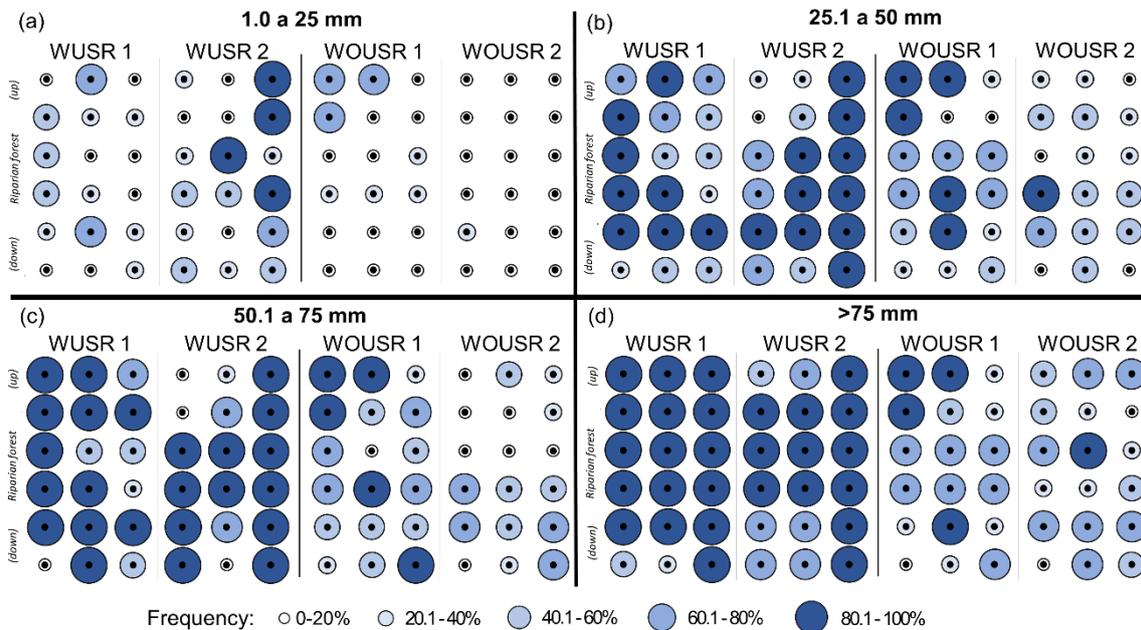 (a) 1.0 a 25 mm
WUSR 1 WUSR 2 WOUSR 1 WOUSR 2
(up)
Riparian forest
(down)
(b) 25.1 a 50 mm
WUSR 1 WUSR 2 WOUSR 1 WOUSR 2
(up)
Riparian forest
(down)
(c) 50.1 a 75 mm
WUSR 1 WUSR 2 WOUSR 1 WOUSR 2
(up)
Riparian forest
(down)
(d) >75 mm
WUSR 1 WUSR 2 WOUSR 1 WOUSR 2
(up)
Riparian forest
(down)
Frequency: 0-20% 20.1-40% 40.1-60% 60.1-80% 80.1-100%